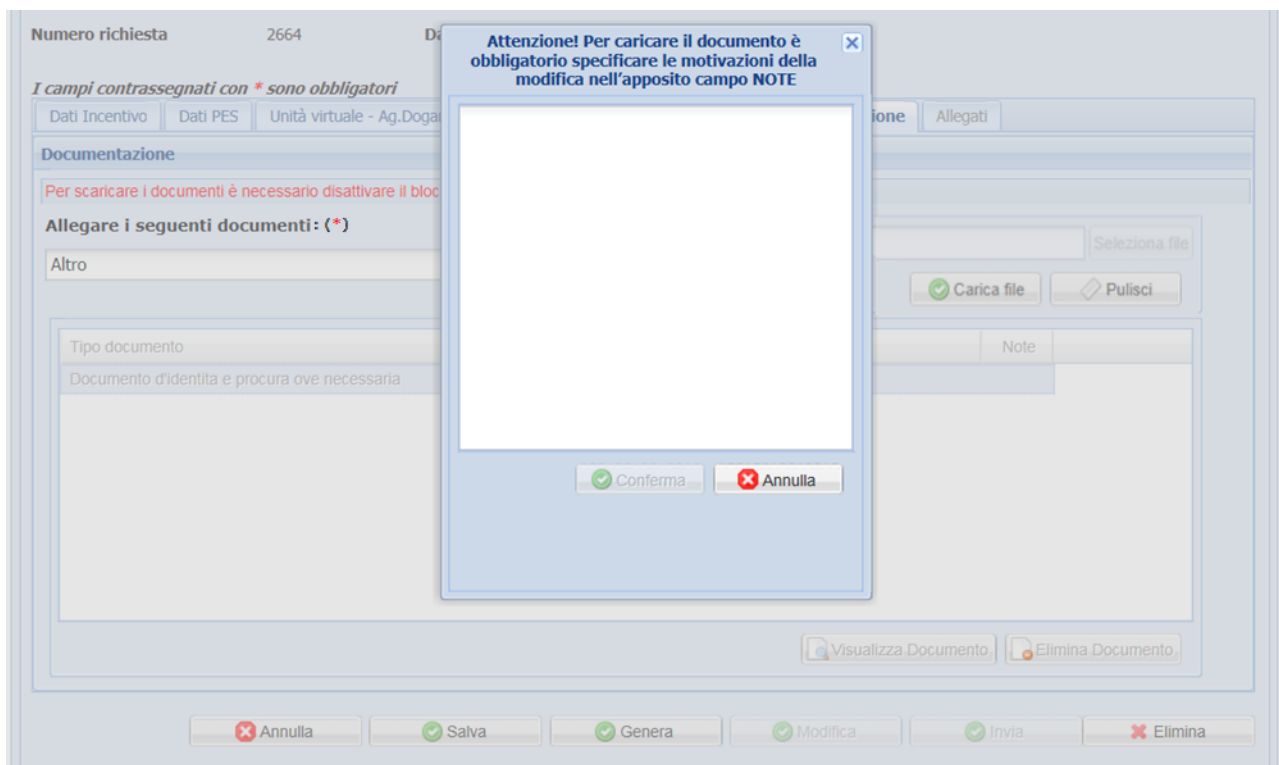 Numero richiesta 2664
Attenzione! Per caricare il documento è
obbligatorio specificare le motivazioni della
modifica nell'apposito campo NOTE
I campi contrassegnati con * sono obbligatori
Dati Incentivo Dati PES Unità virtuale - Ag.Dogan Allegati
Documentazione
Per scaricare i documenti è necessario disattivare il
Allegare i seguenti documenti: (*)
Seleziona file
Altro
Carica file Pulisci
Tipo documento Note
Documento d'identita e procura ove necessaria
Conferma Annulla
Visualizza Documento Elimina Documento
Annulla Salva Genera Modifica Invia Elimina